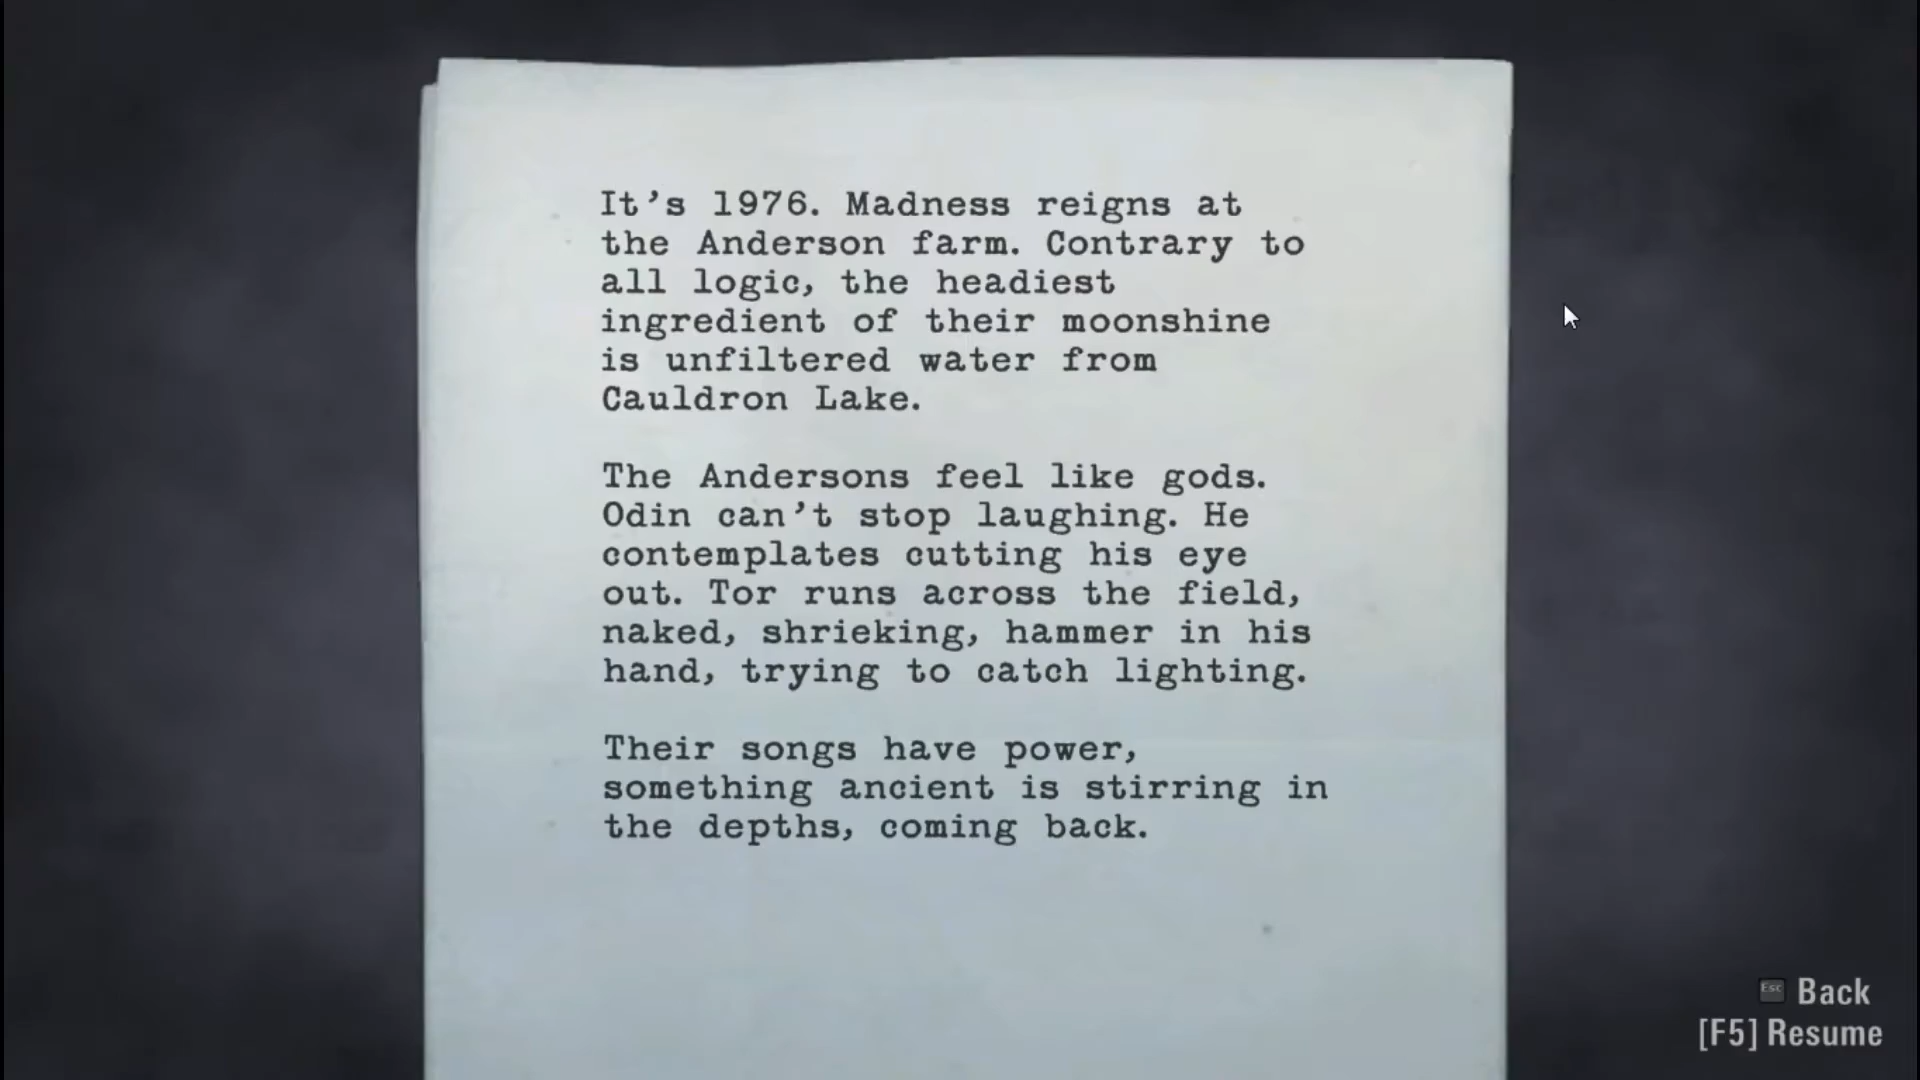 It's 1976. Madness reigns at
the Anderson farm. Contrary to
all logic, the headiest
ingredient of their moonshine
is unfiltered water from
Cauldron Lake.
The Andersons feel like gods.
Odin can't stop laughing. He
contemplates cutting his eye
out. Tor runs across the field,
naked, shrieking, hammer in his
hand, trying to catch lighting.
Their songs have power,
something ancient is stirring in
the depths, coming back.
Esc Back
[F5] Resume